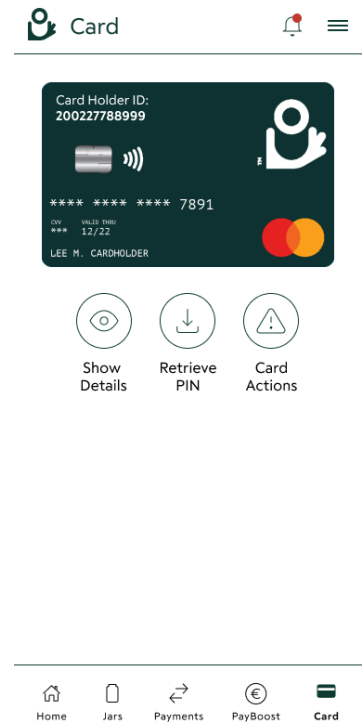 Card
Card Holder ID:
200227788999
**** **** **** 7891
CVV VALID THRU
*** 12/22
LEE M. CARDHOLDER
Show Details
Retrieve PIN
Card Actions
Home Jars Payments PayBoost Card